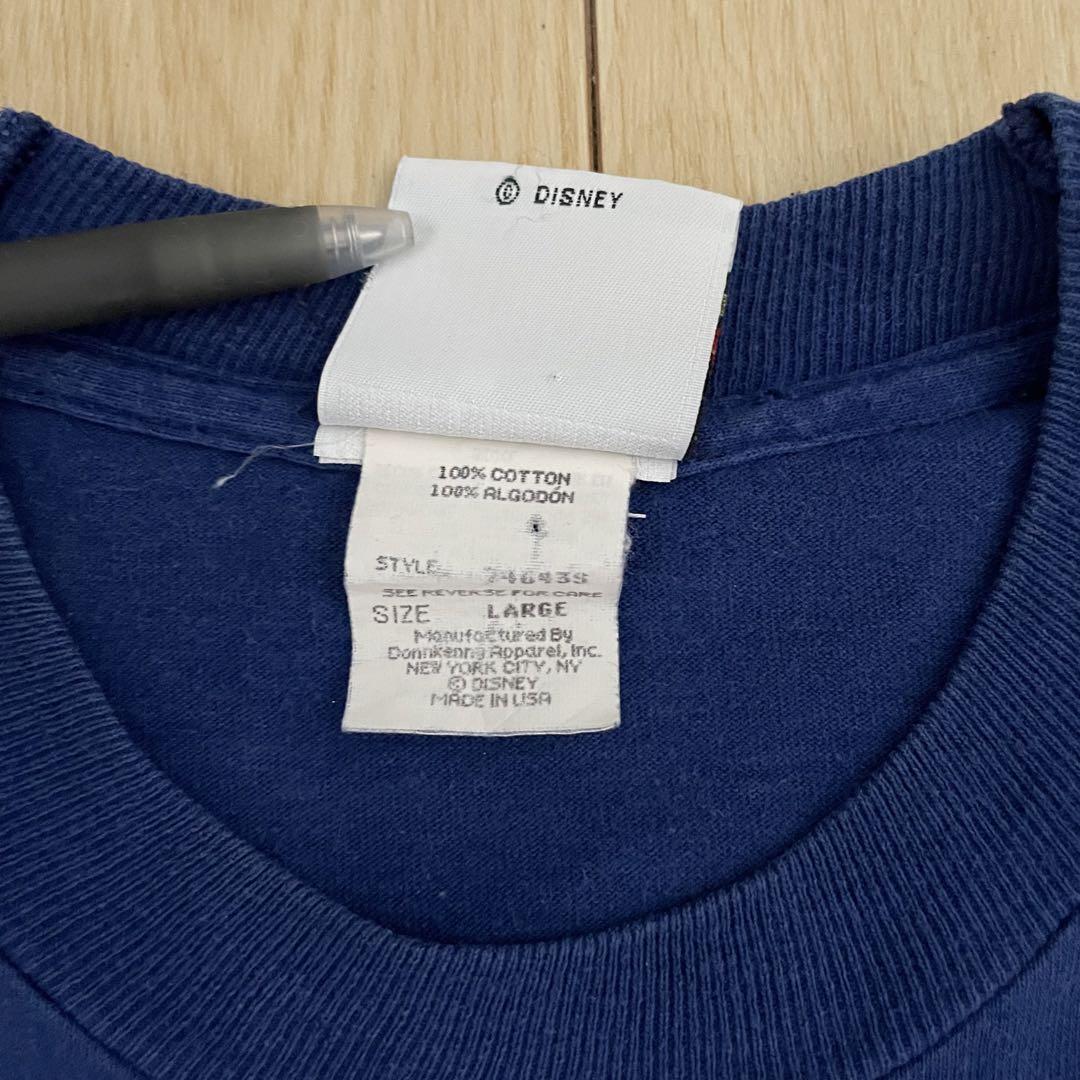 © DISNEY
100% COTTON
100% ALGODÓN
STYLE 74643S
SEE REVERSE FOR CARE
SIZE LARGE
Manufactured By
Donnkenny Apparel, Inc.
NEW YORK CITY, NY
© DISNEY
MADE IN USA